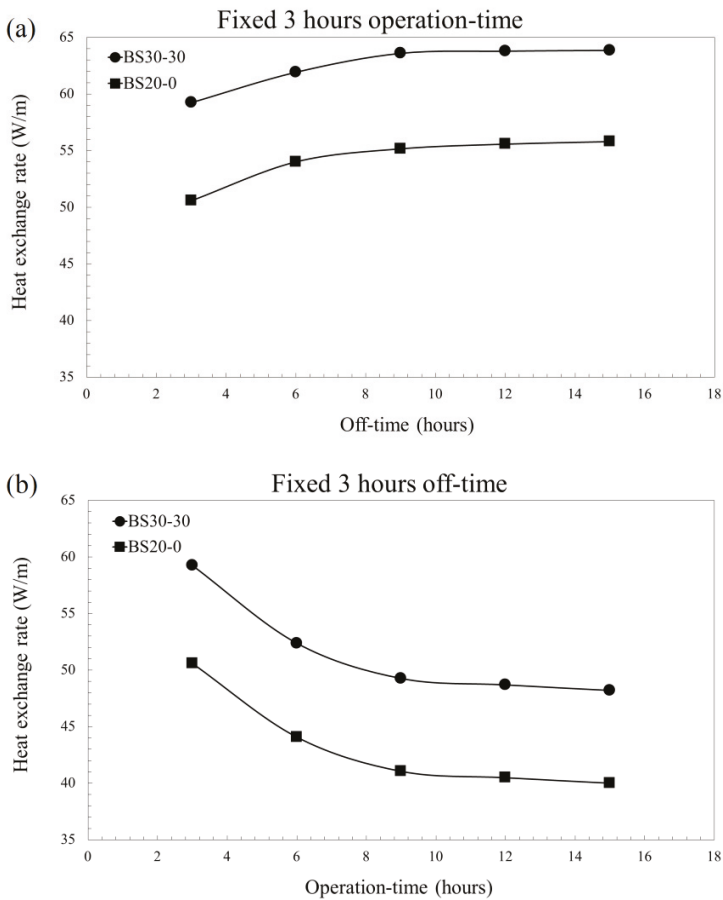 (a)
Fixed 3 hours operation-time
BS30-30
BS20-0
Heat exchange rate (W/m)
65
60
55
50
45
40
35
0 2 4 6 8 10 12 14 16 18
Off-time (hours)
(b)
Fixed 3 hours off-time
BS30-30
BS20-0
Heat exchange rate (W/m)
65
60
55
50
45
40
35
0 2 4 6 8 10 12 14 16 18
Operation-time (hours)